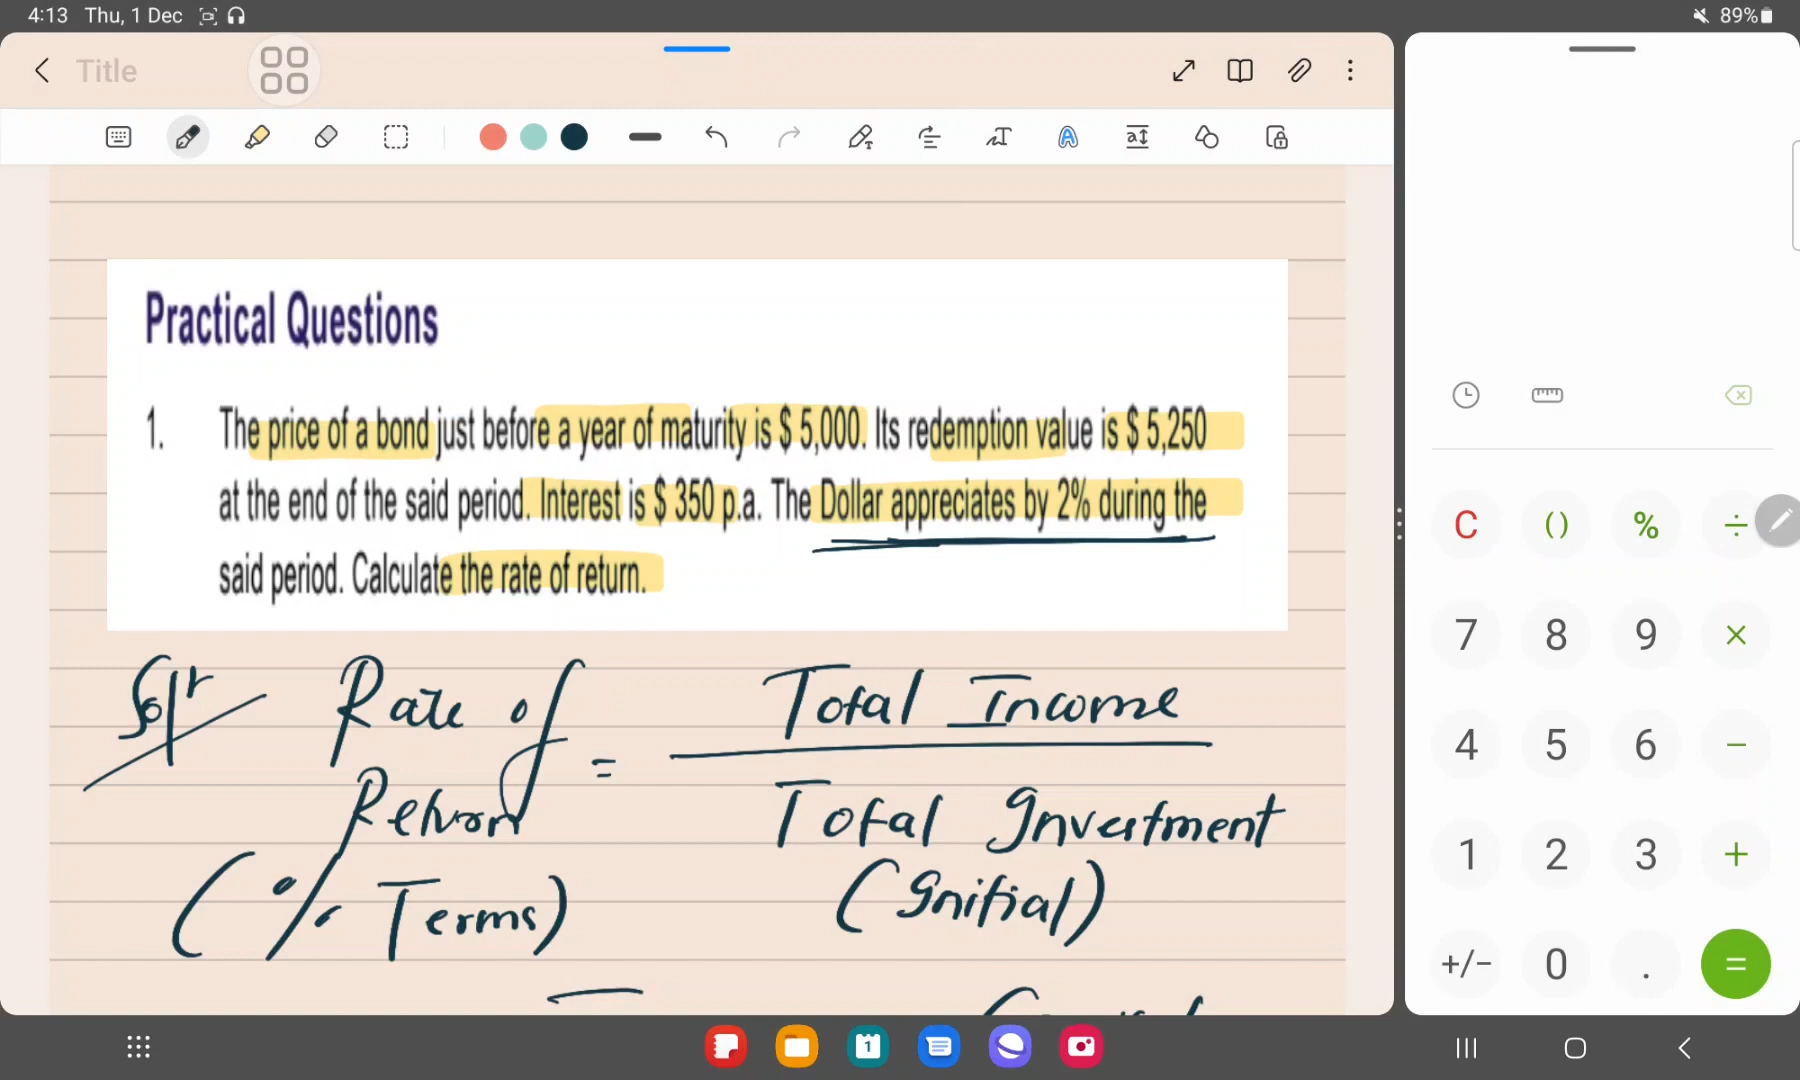 4:13 Thu, 1 Dec
89%
Title
Practical Questions
1. The price of a bond just before a year of maturity is $ 5,000. Its redemption value is $ 5,250
at the end of the said period. Interest is $ 350 p.a. The Dollar appreciates by 2% during the
said period. Calculate the rate of return.
Soln Rate of Return = Total Income
Total Investment
(% Terms) (Initial)
C () % ÷
7 8 9 ×
4 5 6 −
1 2 3 +
+/− 0 . =
1